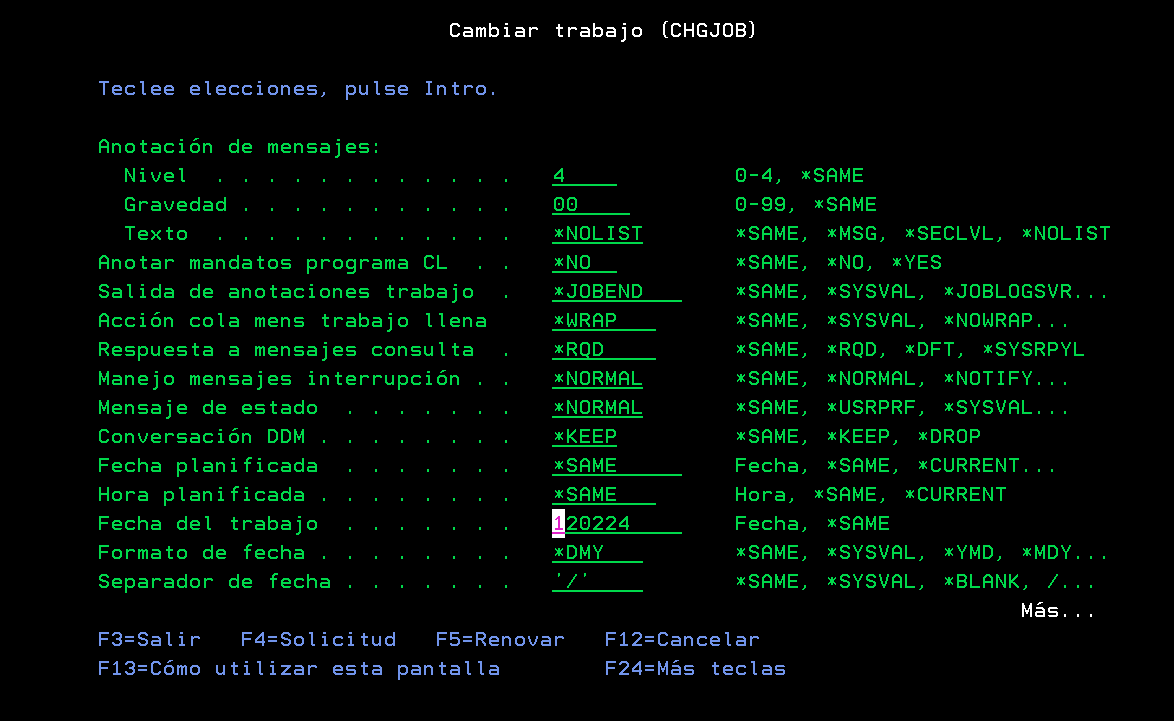 Cambiar trabajo (CHGJOB)
Teclee elecciones, pulse Intro.
Anotación de mensajes:
Nivel . . . . . . . . . . . . 4 0-4, *SAME
Gravedad . . . . . . . . . . . 00 0-99, *SAME
Texto . . . . . . . . . . . . *NOLIST *SAME, *MSG, *SECLVL, *NOLIST
Anotar mandatos programa CL . . *NO *SAME, *NO, *YES
Salida de anotaciones trabajo . *JOBEND *SAME, *SYSVAL, *JOBLOGSVR...
Acción cola mens trabajo llena *WRAP *SAME, *SYSVAL, *NOWRAP...
Respuesta a mensajes consulta . *RQD *SAME, *RQD, *DFT, *SYSRPYL
Manejo mensajes interrupción . . *NORMAL *SAME, *NORMAL, *NOTIFY...
Mensaje de estado . . . . . . . *NORMAL *SAME, *USRPRF, *SYSVAL...
Conversación DDM . . . . . . . . *KEEP *SAME, *KEEP, *DROP
Fecha planificada . . . . . . . *SAME Fecha, *SAME, *CURRENT...
Hora planificada . . . . . . . . *SAME Hora, *SAME, *CURRENT
Fecha del trabajo . . . . . . . 120224 Fecha, *SAME
Formato de fecha . . . . . . . . *DMY *SAME, *SYSVAL, *YMD, *MDY...
Separador de fecha . . . . . . . '/' *SAME, *SYSVAL, *BLANK, /...
Más...
F3=Salir F4=Solicitud F5=Renovar F12=Cancelar
F13=Cómo utilizar esta pantalla F24=Más teclas